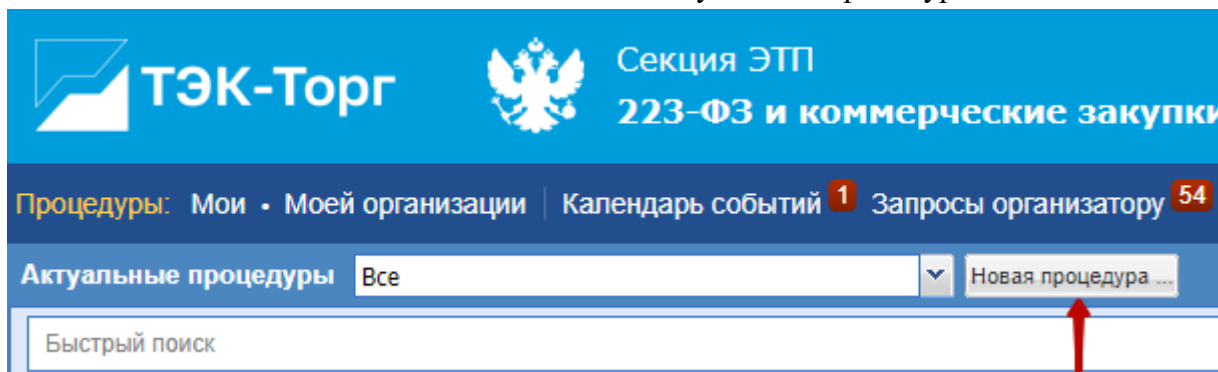 ТЭК-Торг
Секция ЭТП
223-ФЗ и коммерческие закупки
Процедуры: Мои • Моей организации | Календарь событий 1 Запросы организатору 54
Актуальные процедуры Все Новая процедура ...
Быстрый поиск